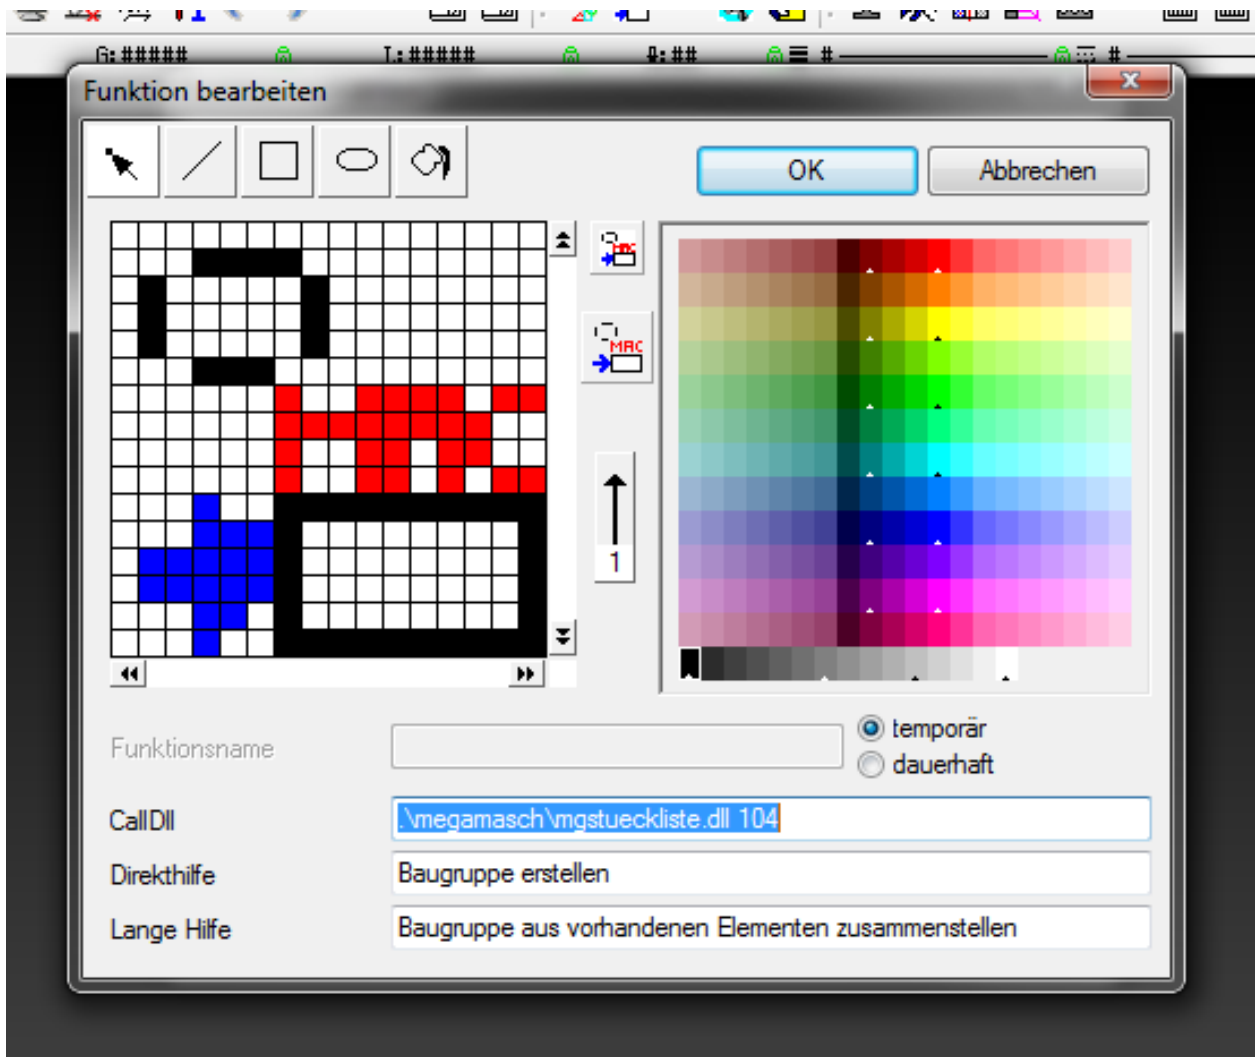 G: ##### L: ##### #: ## # #
Funktion bearbeiten
OK Abbrechen
MAC
1
Funktionsname
temporär
dauerhaft
CallDll .\megamasch\mgstueckliste.dll 104
Direkthilfe Baugruppe erstellen
Lange Hilfe Baugruppe aus vorhandenen Elementen zusammenstellen